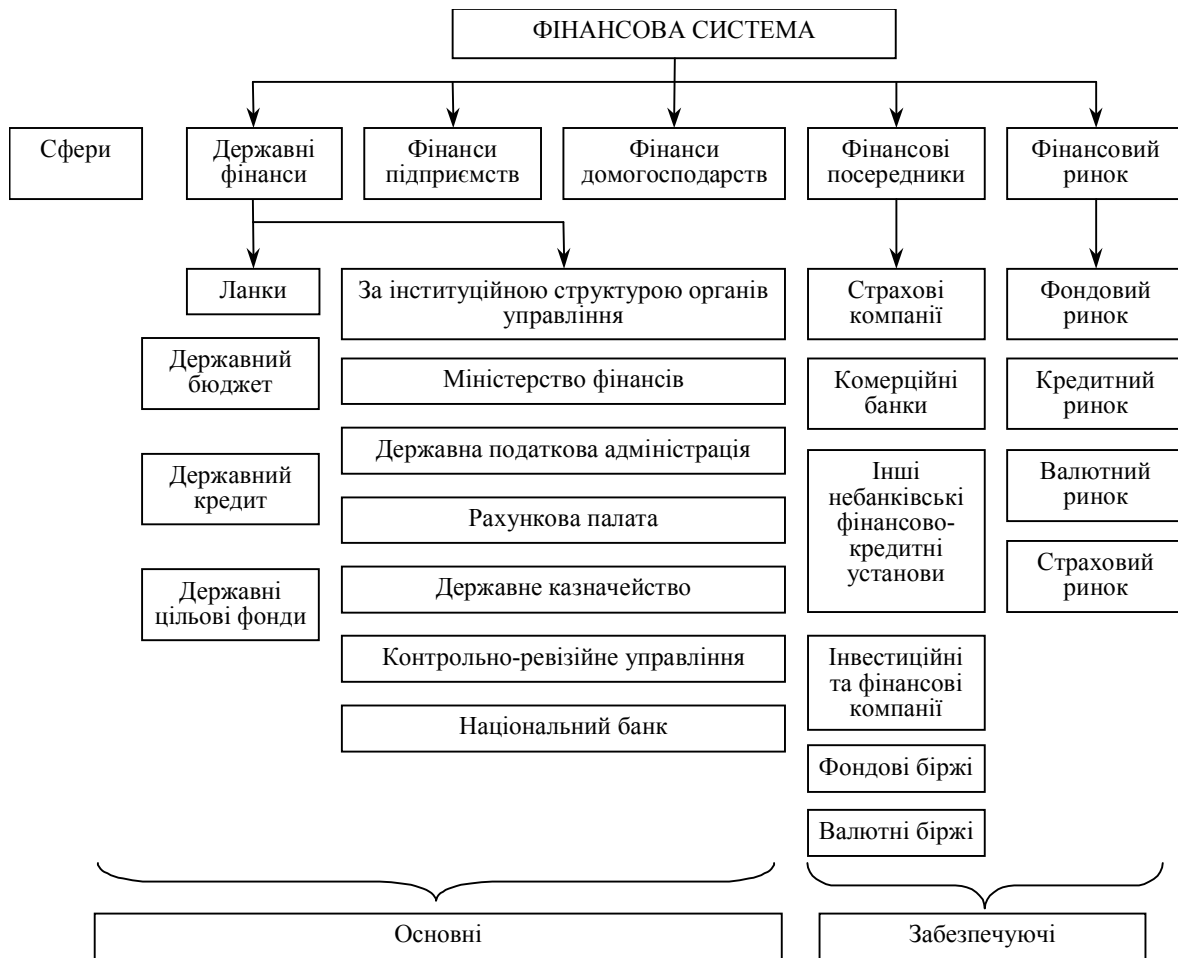 ФІНАНСОВА СИСТЕМА
Сфери
Державні
фінанси
Фінанси
підприємств
Фінанси
домогосподарств
Фінансові
посередники
Фінансовий
ринок
Ланки
Державний
бюджет
Державний
кредит
Державні
цільові фонди
За інституційною структурою органів
управління
Міністерство фінансів
Державна податкова адміністрація
Рахункова палата
Державне казначейство
Контрольно-ревізійне управління
Національний банк
Страхові
компанії
Комерційні
банки
Інші
небанківські
фінансово-
кредитні
установи
Інвестиційні
та фінансові
компанії
Фондові біржі
Валютні біржі
Фондовий
ринок
Кредитний
ринок
Валютний
ринок
Страховий
ринок
Основні
Забезпечуючі